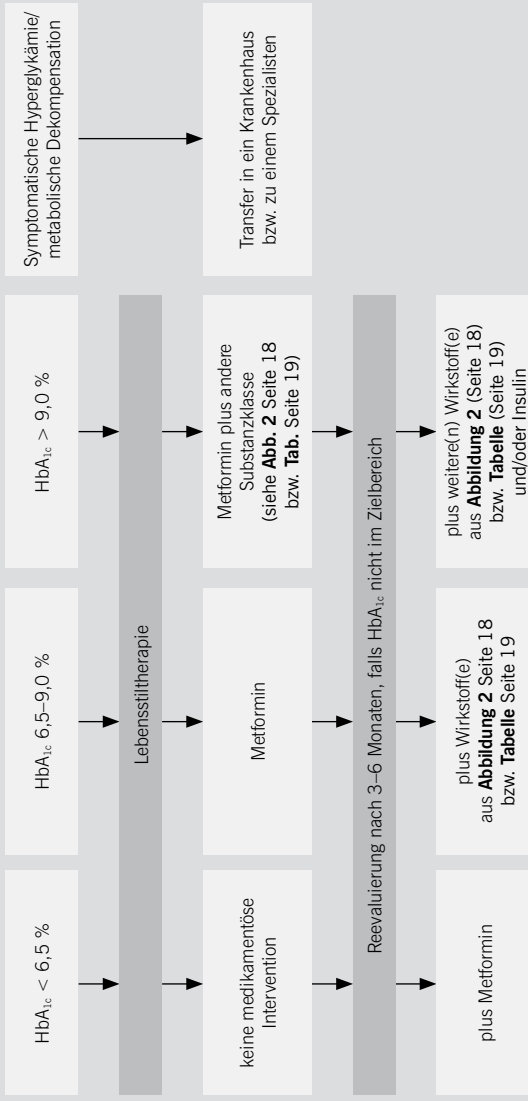 HbA1c < 6,5 %
HbA1c 6,5–9,0 %
HbA1c > 9,0 %
Symptomatische Hyperglykämie/
metabolische Dekompensation
Lebensstiltherapie
keine medikamentöse
Intervention
Metformin
Metformin plus andere
Substanzklasse
(siehe Abb. 2 Seite 18
bzw. Tab. Seite 19)
Transfer in ein Krankenhaus
bzw. zu einem Spezialisten
Reevaluierung nach 3–6 Monaten, falls HbA1c nicht im Zielbereich
plus Metformin
plus Wirkstoff(e)
aus Abbildung 2 Seite 18
bzw. Tabelle Seite 19
plus weitere(n) Wirkstoff(e)
aus Abbildung 2 (Seite 18)
bzw. Tabelle (Seite 19)
und/oder Insulin